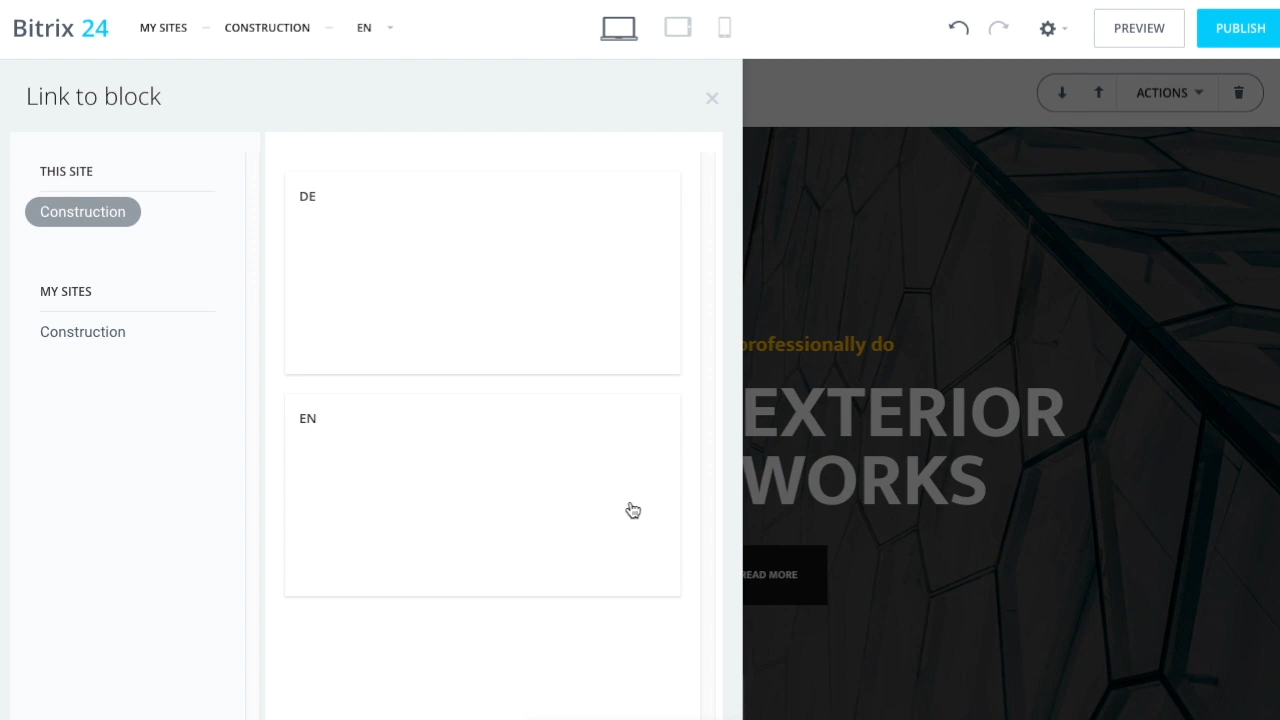 Bitrix 24 MY SITES CONSTRUCTION EN PREVIEW PUBLISH
Link to block
ACTIONS
THIS SITE
Construction
MY SITES
Construction
DE
EN
professionally do
EXTERIOR
WORKS
READ MORE